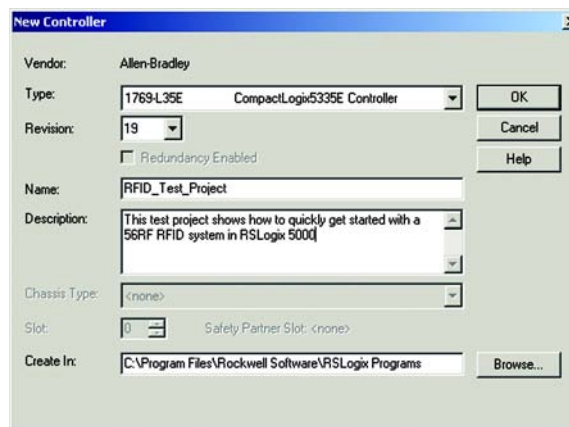 New Controller
Vendor: Allen-Bradley
Type: 1769-L35E CompactLogix5335E Controller
OK
Revision: 19
Cancel
Redundancy Enabled
Help
Name: RFID_Test_Project
Description: This test project shows how to quickly get started with a
56RF RFID system in RSLogix 5000
Chassis Type: <none>
Slot: 0 Safety Partner Slot: <none>
Create In: C:\Program Files\Rockwell Software\RSLogix Programs
Browse...